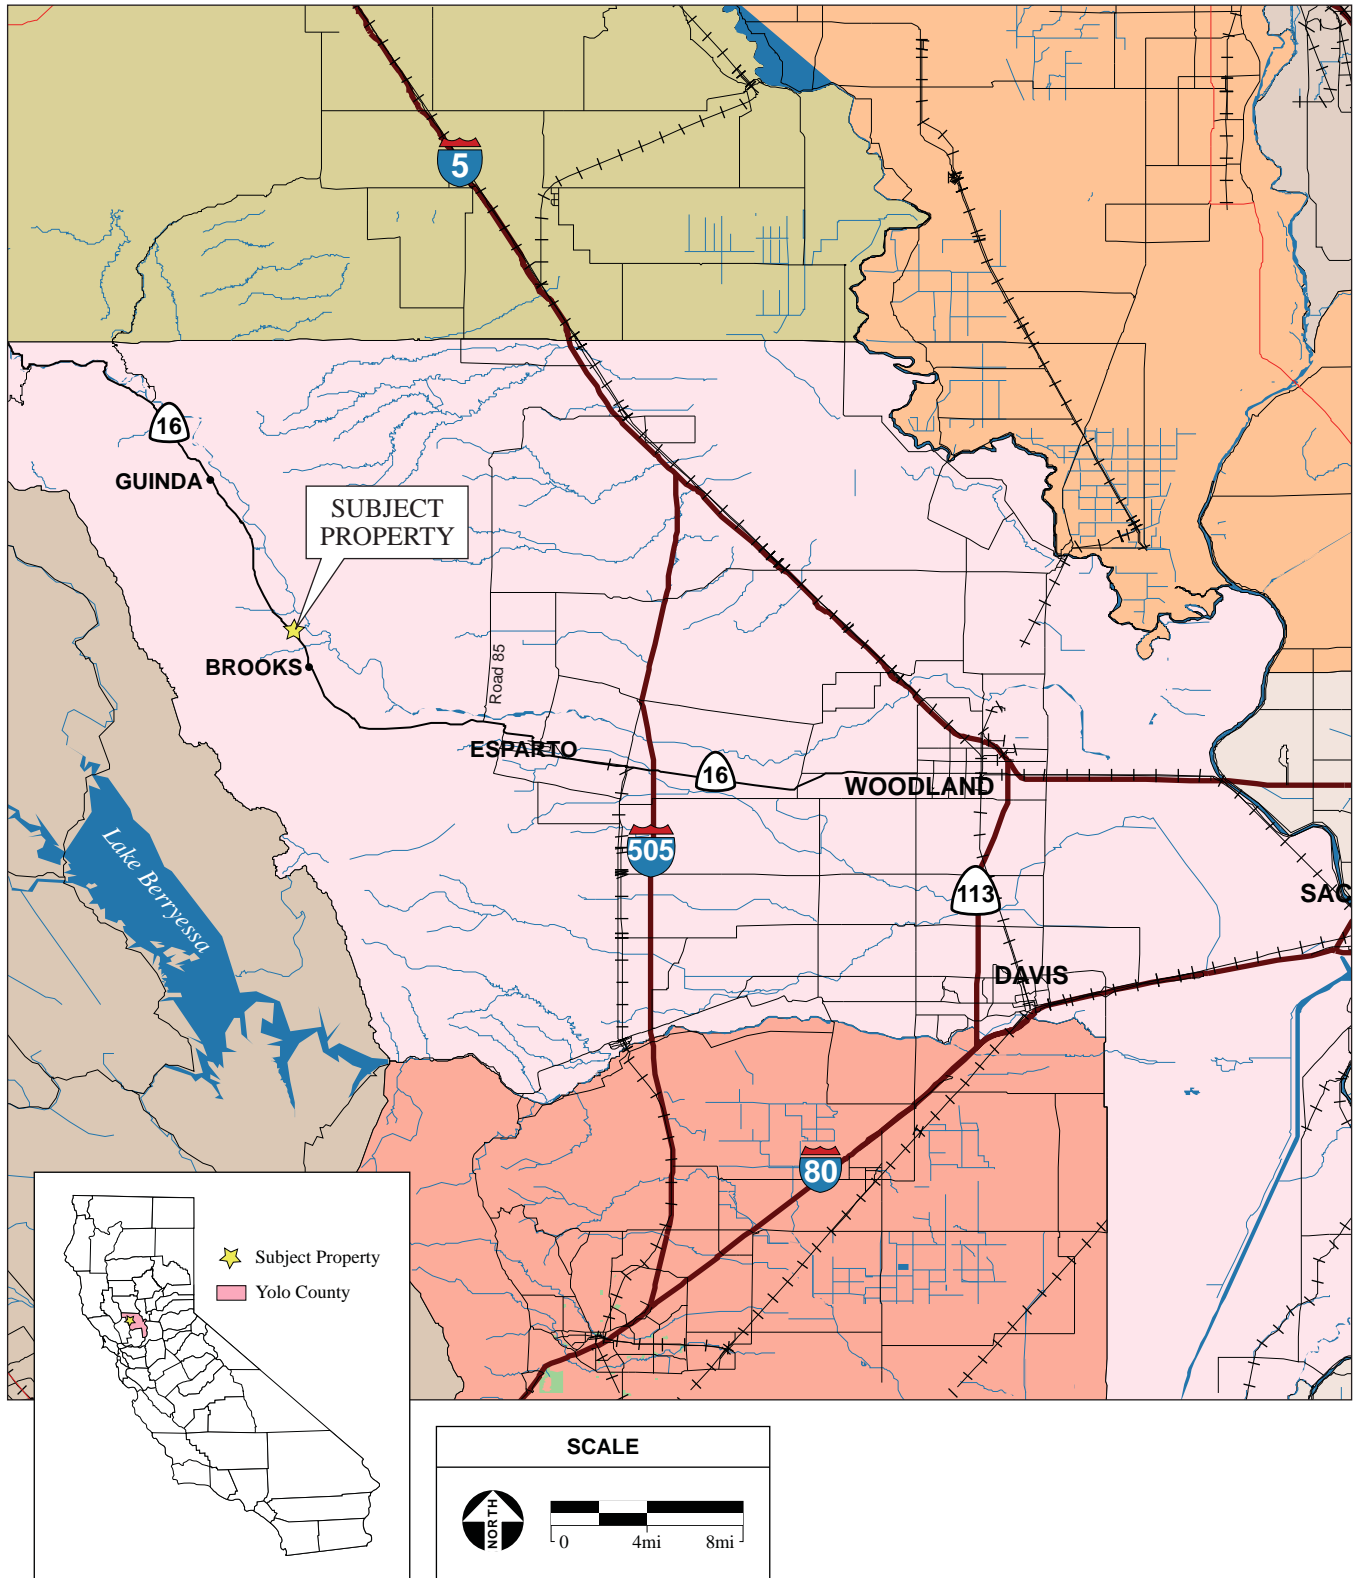 5
16
GUINDA
SUBJECT
PROPERTY
BROOKS
Road 85
ESPARTO
16
WOODLAND
Lake Berryessa
505
113
SAC
DAVIS
80
Subject Property
Yolo County
SCALE
NORTH
0 4mi 8mi